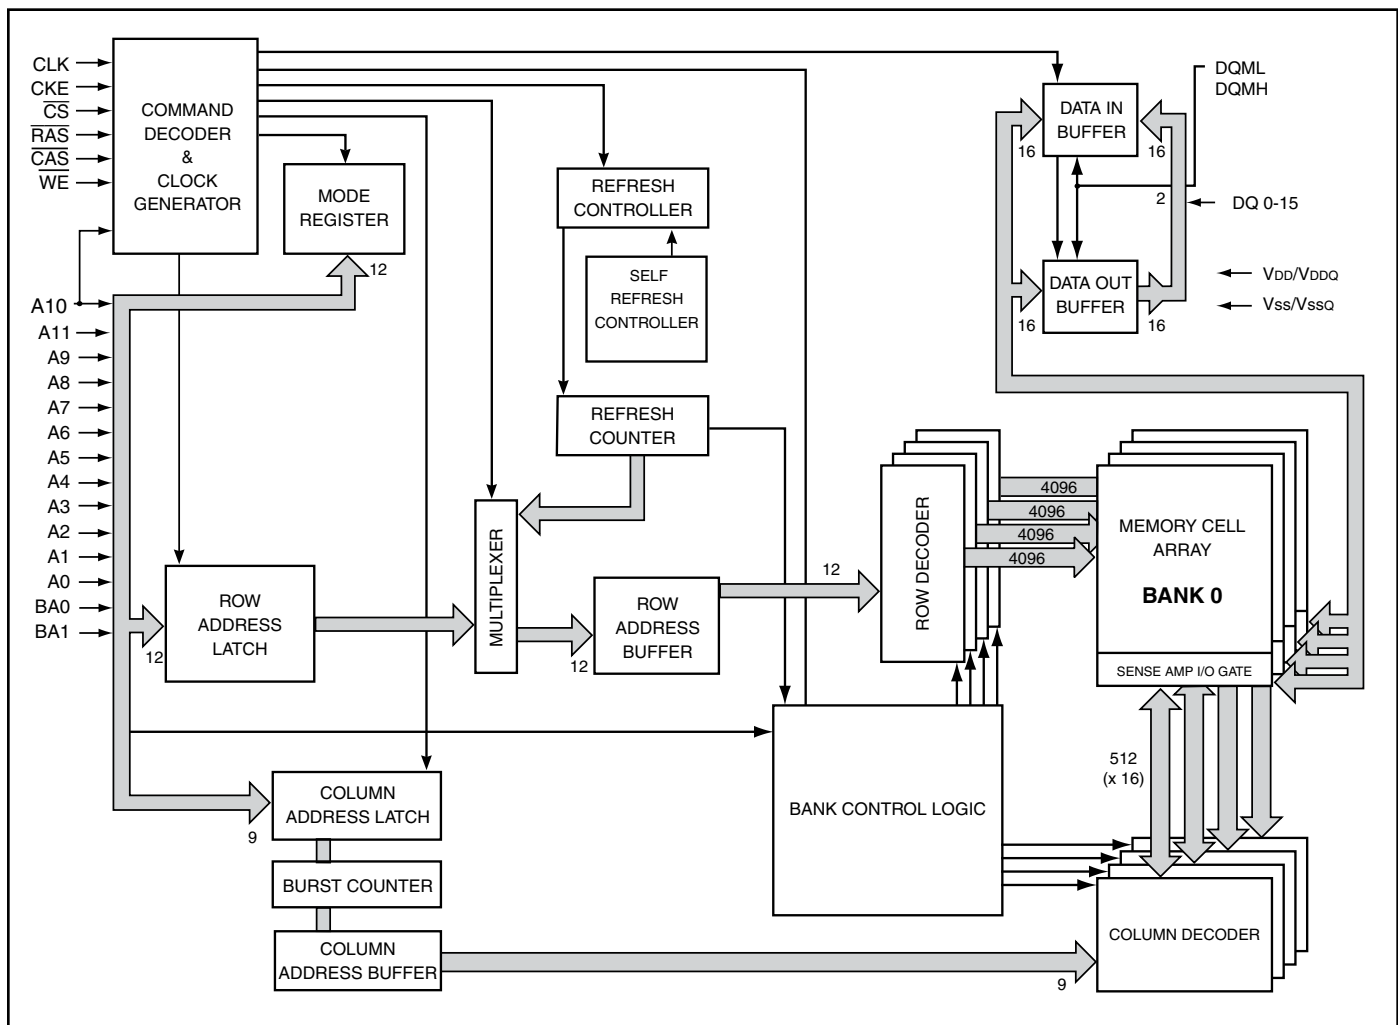 CLK
CKE
CS
RAS
CAS
WE
A10
A11
A9
A8
A7
A6
A5
A4
A3
A2
A1
A0
BA0
BA1
COMMAND
DECODER
&
CLOCK
GENERATOR
MODE
REGISTER
12
REFRESH
CONTROLLER
SELF
REFRESH
CONTROLLER
REFRESH
COUNTER
DQML
DQMH
DATA IN
BUFFER
16
16
2
DQ 0-15
DATA OUT
BUFFER
16
16
VDD/VDDQ
Vss/VssQ
ROW
ADDRESS
LATCH
12
MULTIPLEXER
12
ROW
ADDRESS
BUFFER
12
ROW DECODER
4096
4096
4096
4096
MEMORY CELL
ARRAY
BANK 0
SENSE AMP I/O GATE
512
(x 16)
BANK CONTROL LOGIC
COLUMN
ADDRESS LATCH
9
BURST COUNTER
COLUMN
ADDRESS BUFFER
9
COLUMN DECODER